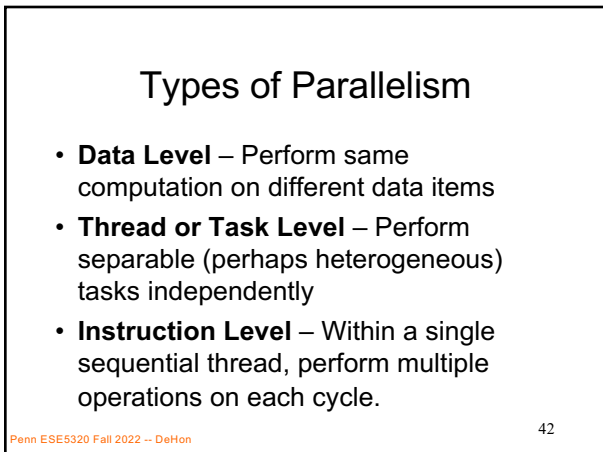 Types of Parallelism
• Data Level – Perform same
computation on different data items
• Thread or Task Level – Perform
separable (perhaps heterogeneous)
tasks independently
• Instruction Level – Within a single
sequential thread, perform multiple
operations on each cycle.
Penn ESE5320 Fall 2022 -- DeHon
42